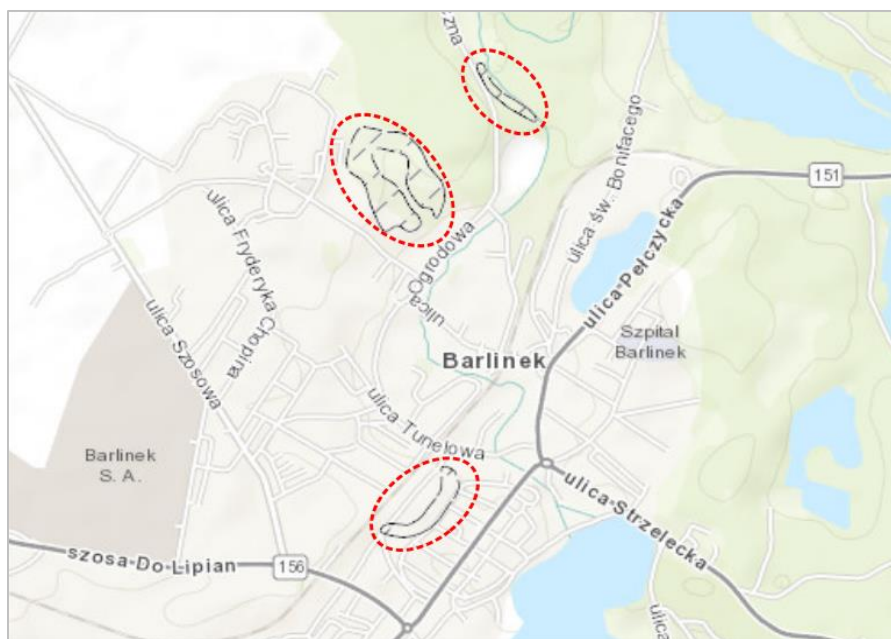 zna
151
ulica św. Bonifacego
ulica-Pełczycka
ulica Fryderyka Chopina
ulica
Ogrodowa
Szpital
Barlinek
Barlinek
ulica-Szosowa
ulica Tunelowa
Barlinek
S. A.
ulica-Strzelecka
szosa-Do-Lipian
156
ulica